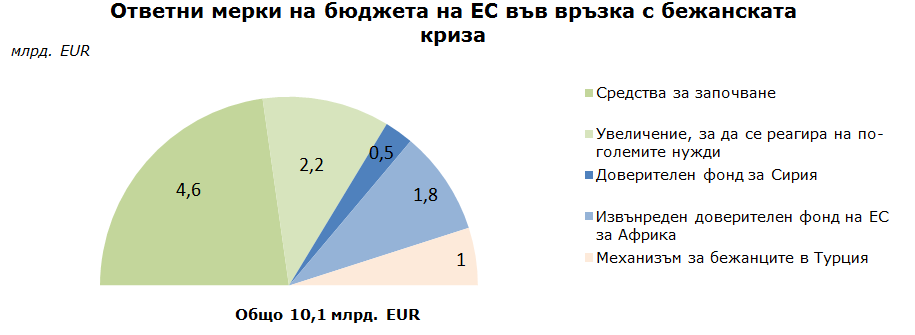 Ответни мерки на бюджета на ЕС във връзка с бежанската
криза
млрд. EUR
4,6
2,2
0,5
1,8
1
Средства за започване
Увеличение, за да се реагира на по-
големите нужди
Доверителен фонд за Сирия
Извънреден доверителен фонд на ЕС
за Африка
Механизъм за бежанците в Турция
Общо 10,1 млрд. EUR